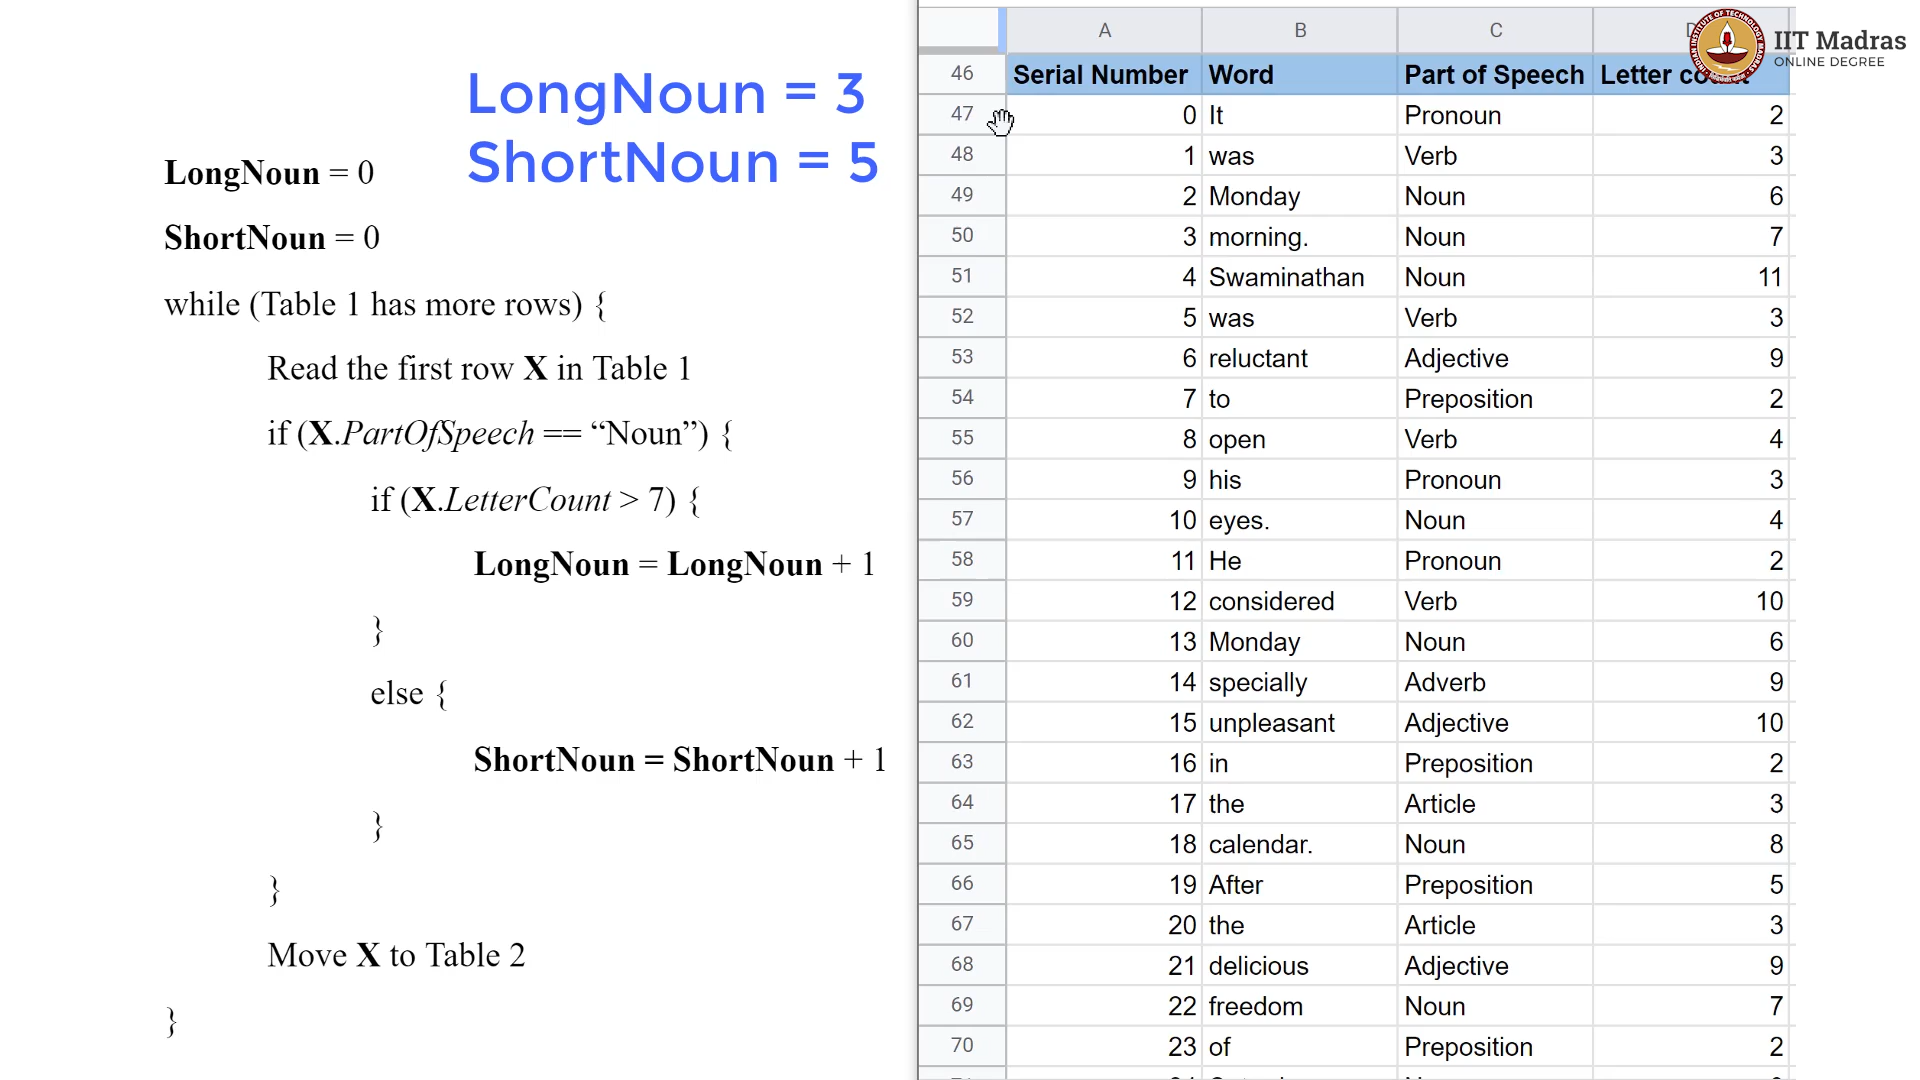 LongNoun = 3
ShortNoun = 5
LongNoun = 0
ShortNoun = 0
while (Table 1 has more rows) {
Read the first row X in Table 1
if (X.PartOfSpeech == “Noun”) {
if (X.LetterCount > 7) {
LongNoun = LongNoun + 1
}
else {
ShortNoun = ShortNoun + 1
}
}
Move X to Table 2
}
A B C
IIT Madras
ONLINE DEGREE
46 Serial Number Word Part of Speech Letter
47 0 It Pronoun 2
48 1 was Verb 3
49 2 Monday Noun 6
50 3 morning. Noun 7
51 4 Swaminathan Noun 11
52 5 was Verb 3
53 6 reluctant Adjective 9
54 7 to Preposition 2
55 8 open Verb 4
56 9 his Pronoun 3
57 10 eyes. Noun 4
58 11 He Pronoun 2
59 12 considered Verb 10
60 13 Monday Noun 6
61 14 specially Adverb 9
62 15 unpleasant Adjective 10
63 16 in Preposition 2
64 17 the Article 3
65 18 calendar. Noun 8
66 19 After Preposition 5
67 20 the Article 3
68 21 delicious Adjective 9
69 22 freedom Noun 7
70 23 of Preposition 2